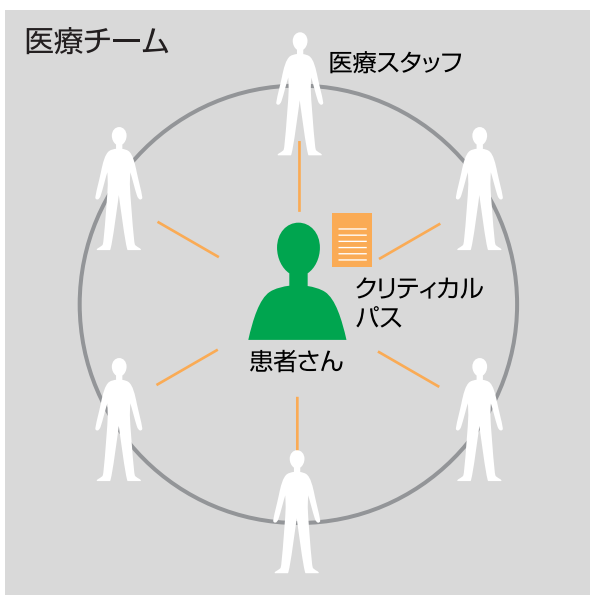 医療チーム
医療スタッフ
クリティカル
パス
患者さん